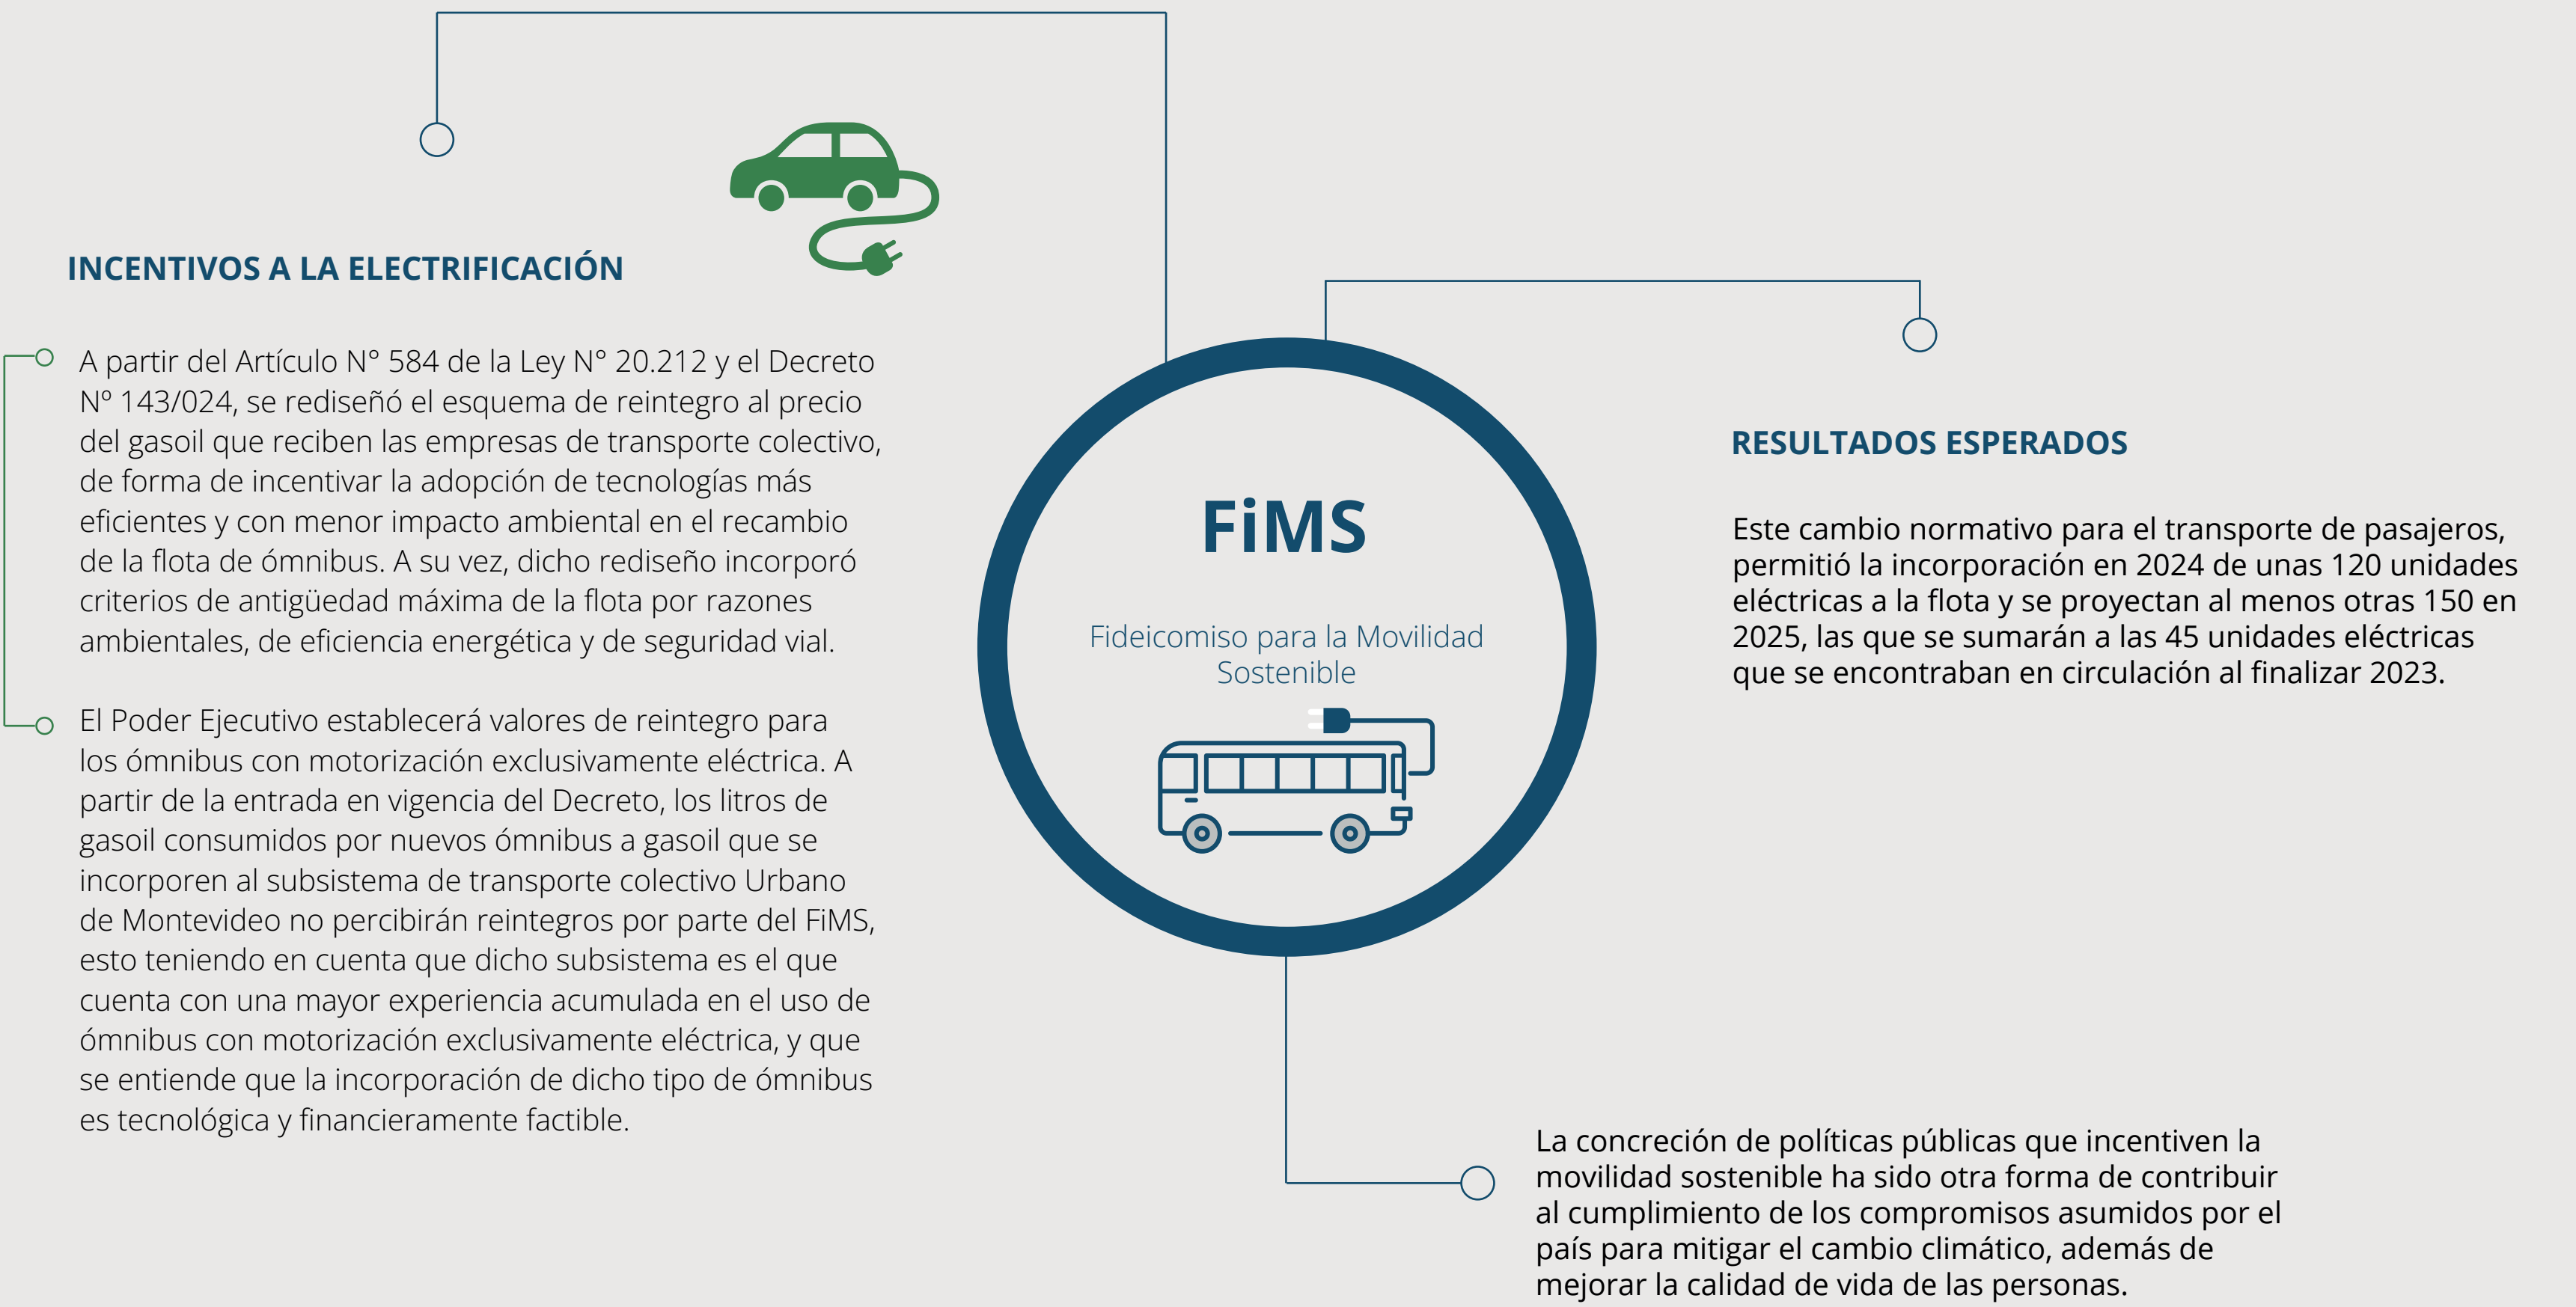 INCENTIVOS A LA ELECTRIFICACIÓN
A partir del Artículo N° 584 de la Ley N° 20.212 y el Decreto
Nº 143/024, se rediseñó el esquema de reintegro al precio
del gasoil que reciben las empresas de transporte colectivo,
de forma de incentivar la adopción de tecnologías más
eficientes y con menor impacto ambiental en el recambio
de la flota de ómnibus. A su vez, dicho rediseño incorporó
criterios de antigüedad máxima de la flota por razones
ambientales, de eficiencia energética y de seguridad vial.
El Poder Ejecutivo establecerá valores de reintegro para
los ómnibus con motorización exclusivamente eléctrica. A
partir de la entrada en vigencia del Decreto, los litros de
gasoil consumidos por nuevos ómnibus a gasoil que se
incorporen al subsistema de transporte colectivo Urbano
de Montevideo no percibirán reintegros por parte del FiMS,
esto teniendo en cuenta que dicho subsistema es el que
cuenta con una mayor experiencia acumulada en el uso de
ómnibus con motorización exclusivamente eléctrica, y que
se entiende que la incorporación de dicho tipo de ómnibus
es tecnológica y financieramente factible.
FiMS
Fideicomiso para la Movilidad
Sostenible
RESULTADOS ESPERADOS
Este cambio normativo para el transporte de pasajeros,
permitió la incorporación en 2024 de unas 120 unidades
eléctricas a la flota y se proyectan al menos otras 150 en
2025, las que se sumarán a las 45 unidades eléctricas
que se encontraban en circulación al finalizar 2023.
La concreción de políticas públicas que incentiven la
movilidad sostenible ha sido otra forma de contribuir
al cumplimiento de los compromisos asumidos por el
país para mitigar el cambio climático, además de
mejorar la calidad de vida de las personas.